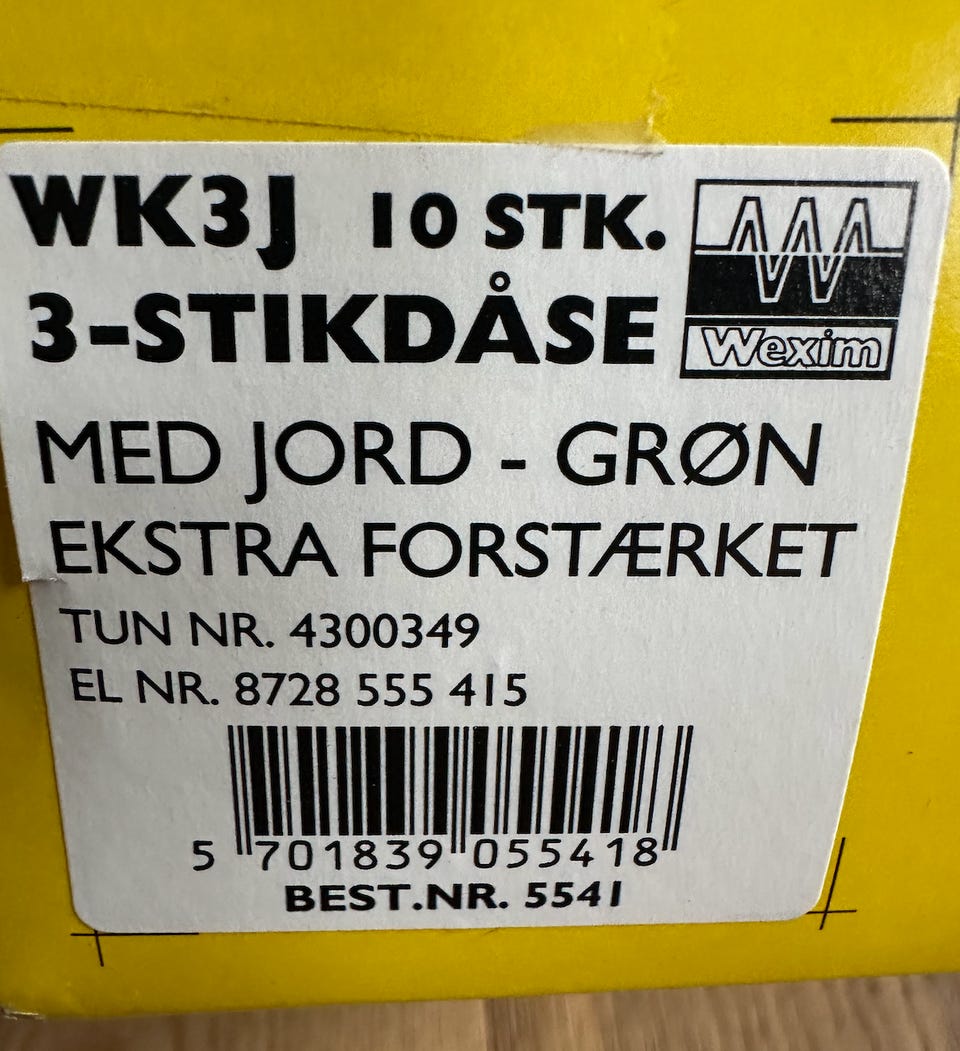 WK3J 10 STK.
3-STIKDÅSE
Wexim
MED JORD - GRØN
EKSTRA FORSTÆRKET
TUN NR. 4300349
EL NR. 8728 555 415
5 701839 055418
BEST.NR. 5541